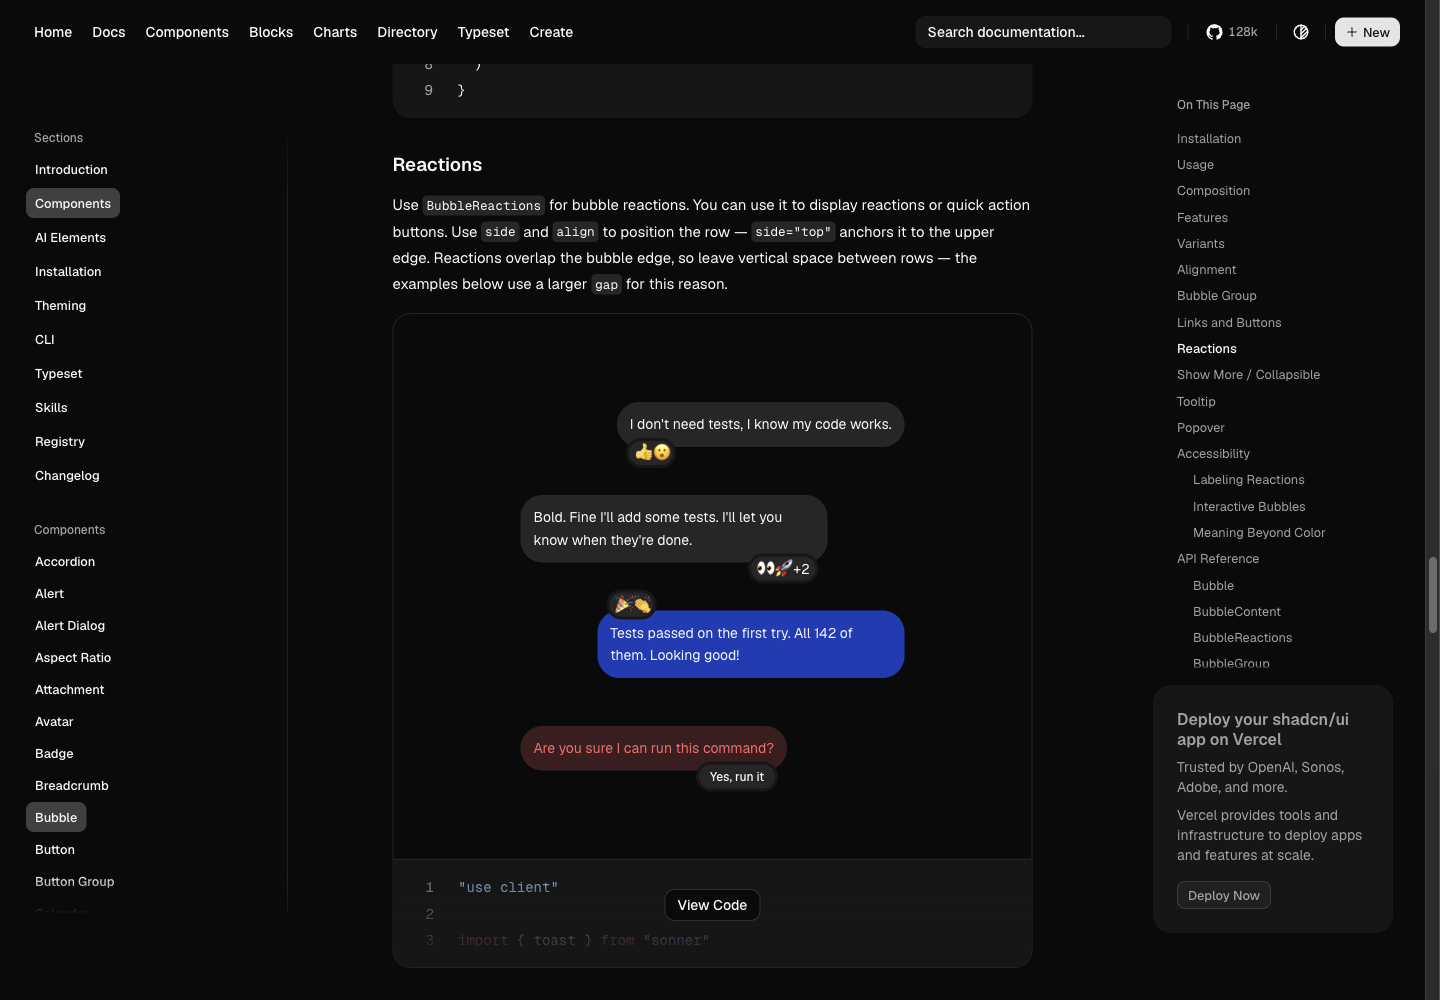 Home Docs Components Blocks Charts Directory Typeset Create
Search documentation...
128k
New
Sections
Introduction
Components
AI Elements
Installation
Theming
CLI
Typeset
Skills
Registry
Changelog
Components
Accordion
Alert
Alert Dialog
Aspect Ratio
Attachment
Avatar
Badge
Breadcrumb
Bubble
Button
Button Group
8 )
9 }
Reactions
Use BubbleReactions for bubble reactions. You can use it to display reactions or quick action
buttons. Use side and align to position the row — side="top" anchors it to the upper
edge. Reactions overlap the bubble edge, so leave vertical space between rows — the
examples below use a larger gap for this reason.
I don't need tests, I know my code works.
👍😮
Bold. Fine I'll add some tests. I'll let you
know when they're done.
👀🚀+2
🎉👏
Tests passed on the first try. All 142 of
them. Looking good!
Are you sure I can run this command?
Yes, run it
1 "use client"
2
View Code
3 import { toast } from "sonner"
On This Page
Installation
Usage
Composition
Features
Variants
Alignment
Bubble Group
Links and Buttons
Reactions
Show More / Collapsible
Tooltip
Popover
Accessibility
Labeling Reactions
Interactive Bubbles
Meaning Beyond Color
API Reference
Bubble
BubbleContent
BubbleReactions
BubbleGroup
Deploy your shadcn/ui
app on Vercel
Trusted by OpenAI, Sonos,
Adobe, and more.
Vercel provides tools and
infrastructure to deploy apps
and features at scale.
Deploy Now